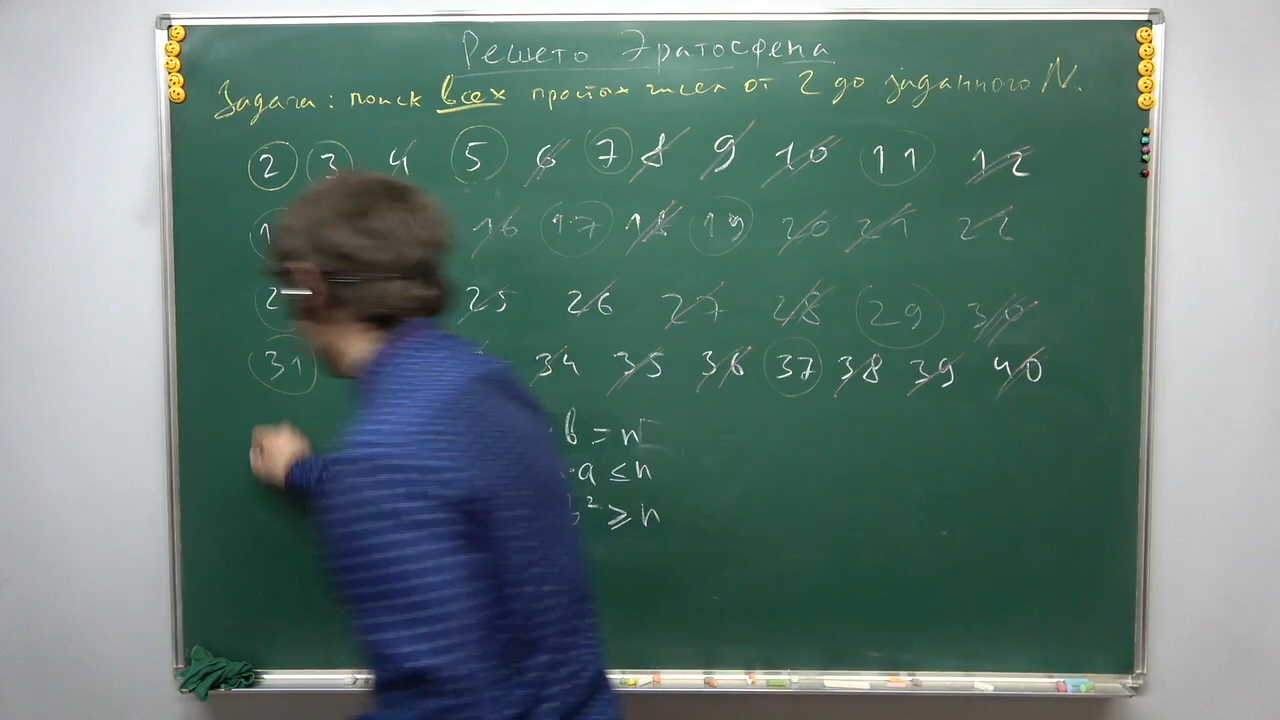 Решето Эратосфена
Задача: поиск всех простых чисел от 2 до заданного N.
2 3 4 5 6 7 8 9 10 11 12
16 17 18 19 20 21 22
25 26 27 28 29 30
31 34 35 36 37 38 39 40
b = n
·a ≤ n
b² ≥ n